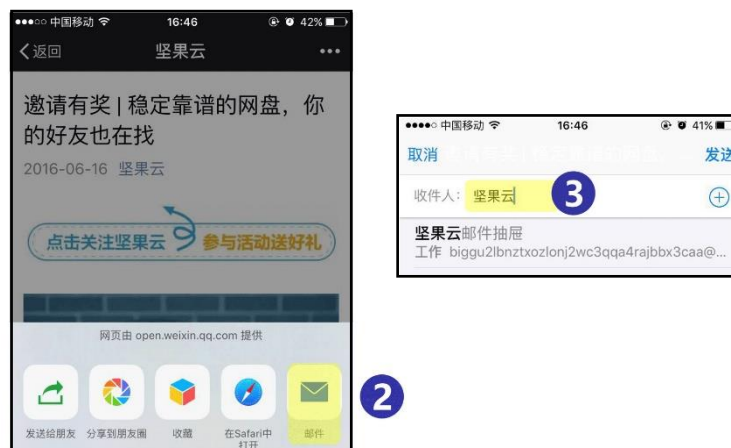 中国移动 16:46 42%
返回 坚果云
邀请有奖 | 稳定靠谱的网盘，你
的好友也在找
2016-06-16 坚果云
点击关注坚果云 参与活动送好礼
网页由 open.weixin.qq.com 提供
发送给朋友 分享到朋友圈 收藏 在Safari中
打开 邮件
2
中国移动 16:46 41%
取消 发送
收件人： 坚果云
3
坚果云邮件抽屉
工作 biggu2lbnztxozlonj2wc3qqa4rajbbx3caa@...